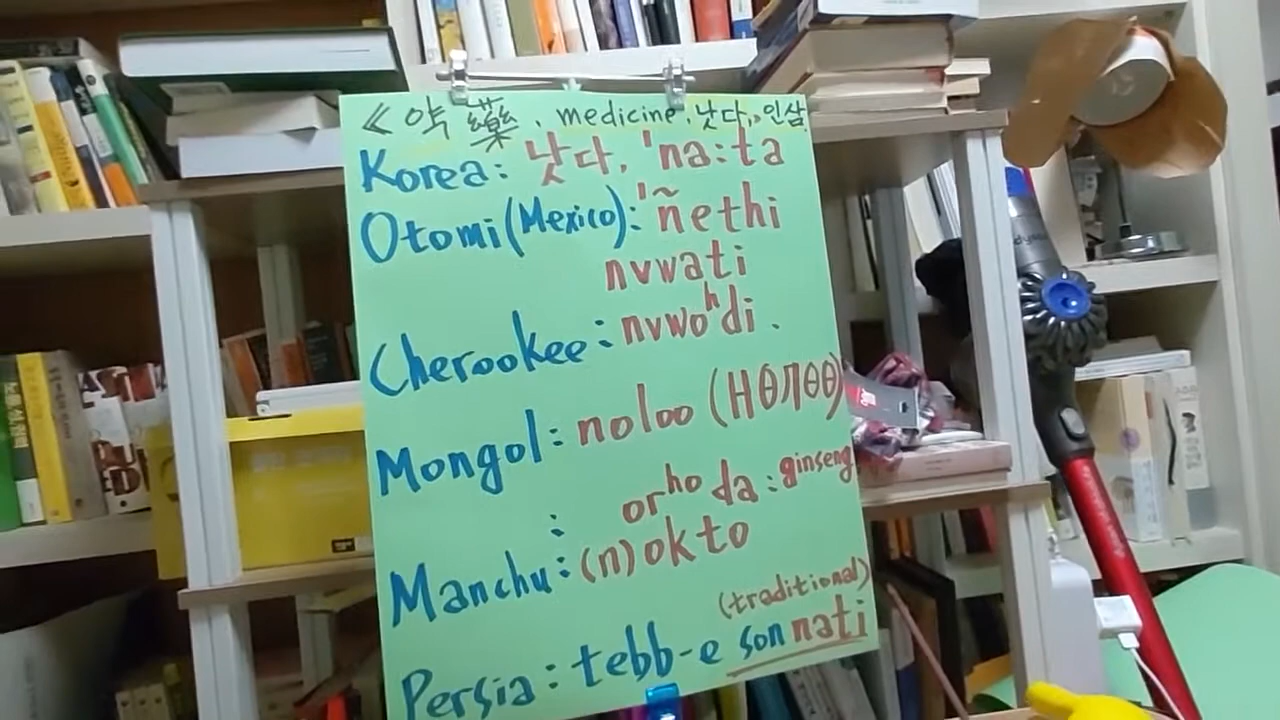 ≪약 藥, medicine, 낫다,≫인삼
Korea: 낫다, 'na:ta
Otomi(Mexico): 'ñethi
nvwati
Cherookee: nvwoʰdi.
Mongol: noloo (НӨЛӨӨ)
: orʰᵒda: ginseng
Manchu: (n)okto
(traditional)
Persia: tebb-e son nati